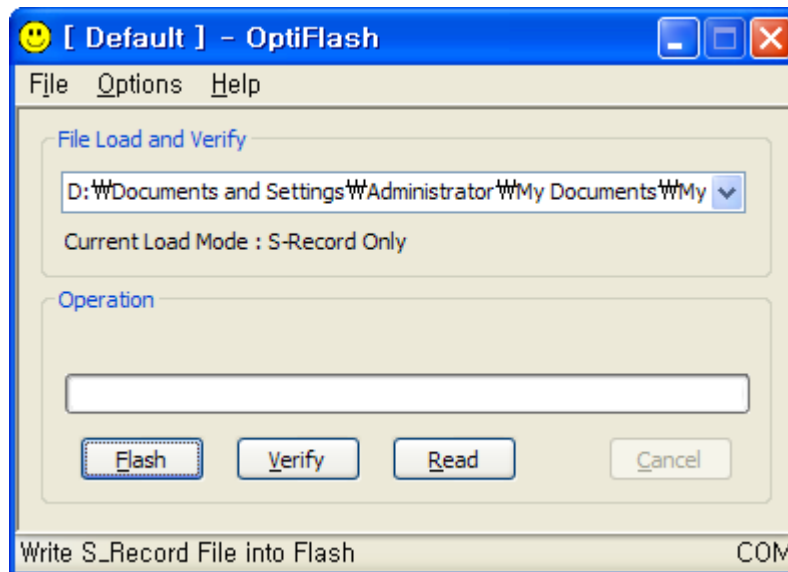 [ Default ] - OptiFlash
File Options Help
File Load and Verify
D:₩Documents and Settings₩Administrator₩My Documents₩My
Current Load Mode : S-Record Only
Operation
Flash Verify Read Cancel
Write S_Record File into Flash COM